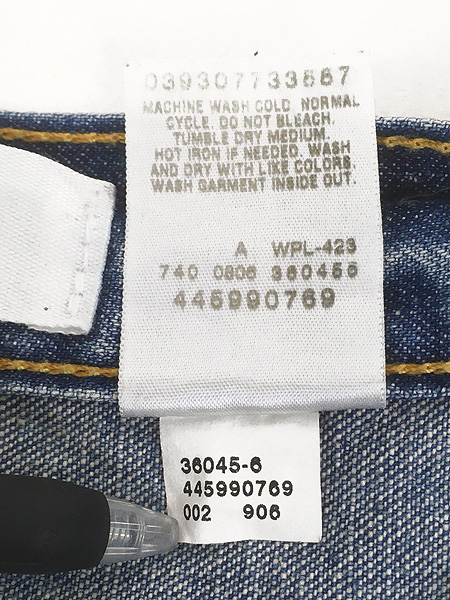 039307733587
MACHINE WASH COLD NORMAL
CYCLE. DO NOT BLEACH.
TUMBLE DRY MEDIUM.
HOT IRON IF NEEDED. WASH
AND DRY WITH LIKE COLORS.
WASH GARMENT INSIDE OUT.
A WPL-423
740 0806 360456
445990769
36045-6
445990769
002 906